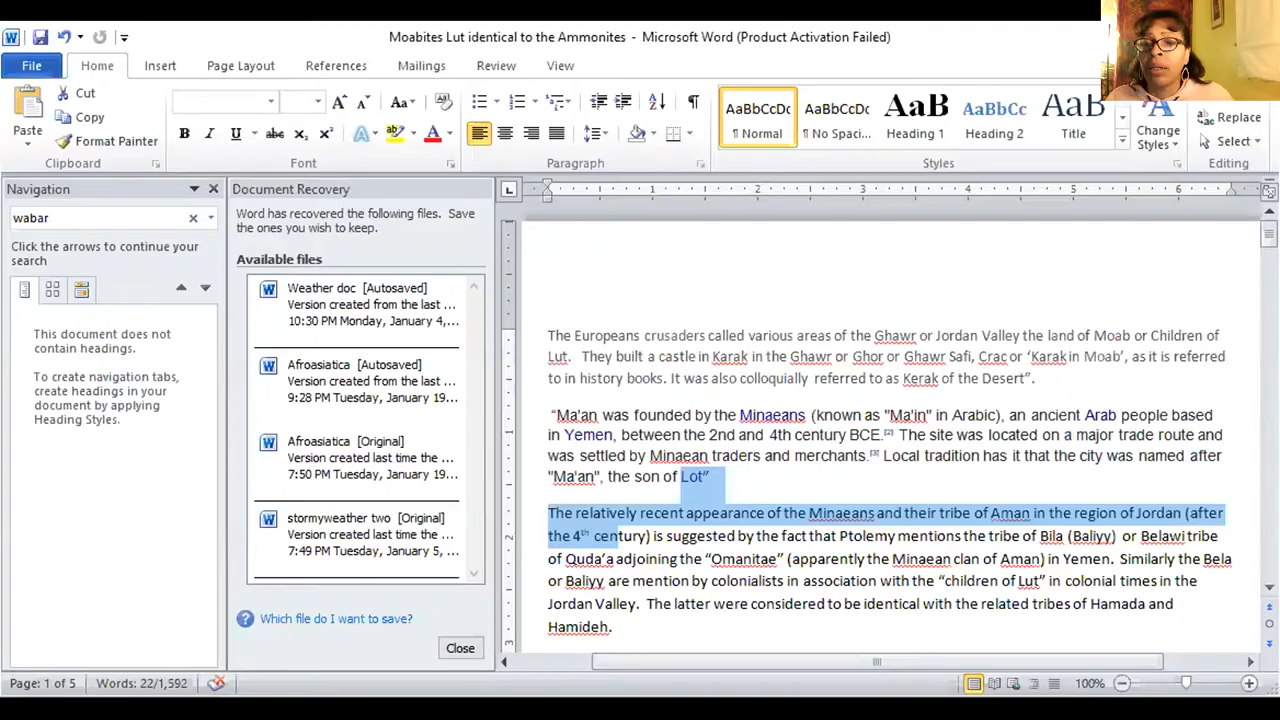 Moabites Lut identical to the Ammonites - Microsoft Word (Product Activation Failed)
File Home Insert Page Layout References Mailings Review View
Paste
Cut
Copy
Format Painter
Clipboard
Font
Paragraph
AaBbCcDc AaBbCcDc AaB AaBbCc AaB
¶ Normal ¶ No Spaci... Heading 1 Heading 2 Title
Styles
Change
Styles
Replace
Select
Editing
Navigation
wabar
Click the arrows to continue your
search
This document does not
contain headings.
To create navigation tabs,
create headings in your
document by applying
Heading Styles.
Document Recovery
Word has recovered the following files. Save
the ones you wish to keep.
Available files
Weather doc [Autosaved]
Version created from the last ...
10:30 PM Monday, January 4,...
Afroasiatica [Autosaved]
Version created from the last ...
9:28 PM Tuesday, January 19...
Afroasiatica [Original]
Version created last time the ...
7:50 PM Tuesday, January 19...
stormyweather two [Original]
Version created last time the ...
7:49 PM Tuesday, January 5, ...
Which file do I want to save?
Close
1 2 3 4 5 6
The Europeans crusaders called various areas of the Ghawr or Jordan Valley the land of Moab or Children of
Lut. They built a castle in Karak in the Ghawr or Ghor or Ghawr Safi, Crac or ‘Karak in Moab’, as it is referred
to in history books. It was also colloquially referred to as Kerak of the Desert”.
“Ma'an was founded by the Minaeans (known as "Ma'in" in Arabic), an ancient Arab people based
in Yemen, between the 2nd and 4th century BCE.[2] The site was located on a major trade route and
was settled by Minaean traders and merchants.[3] Local tradition has it that the city was named after
"Ma'an", the son of Lot”
The relatively recent appearance of the Minaeans and their tribe of Aman in the region of Jordan (after
the 4th century) is suggested by the fact that Ptolemy mentions the tribe of Bila (Baliyy) or Belawi tribe
of Quda’a adjoining the “Omanitae” (apparently the Minaean clan of Aman) in Yemen. Similarly the Bela
or Baliyy are mention by colonialists in association with the “children of Lut” in colonial times in the
Jordan Valley. The latter were considered to be identical with the related tribes of Hamada and
Hamideh.
Page: 1 of 5 Words: 22/1,592
100%